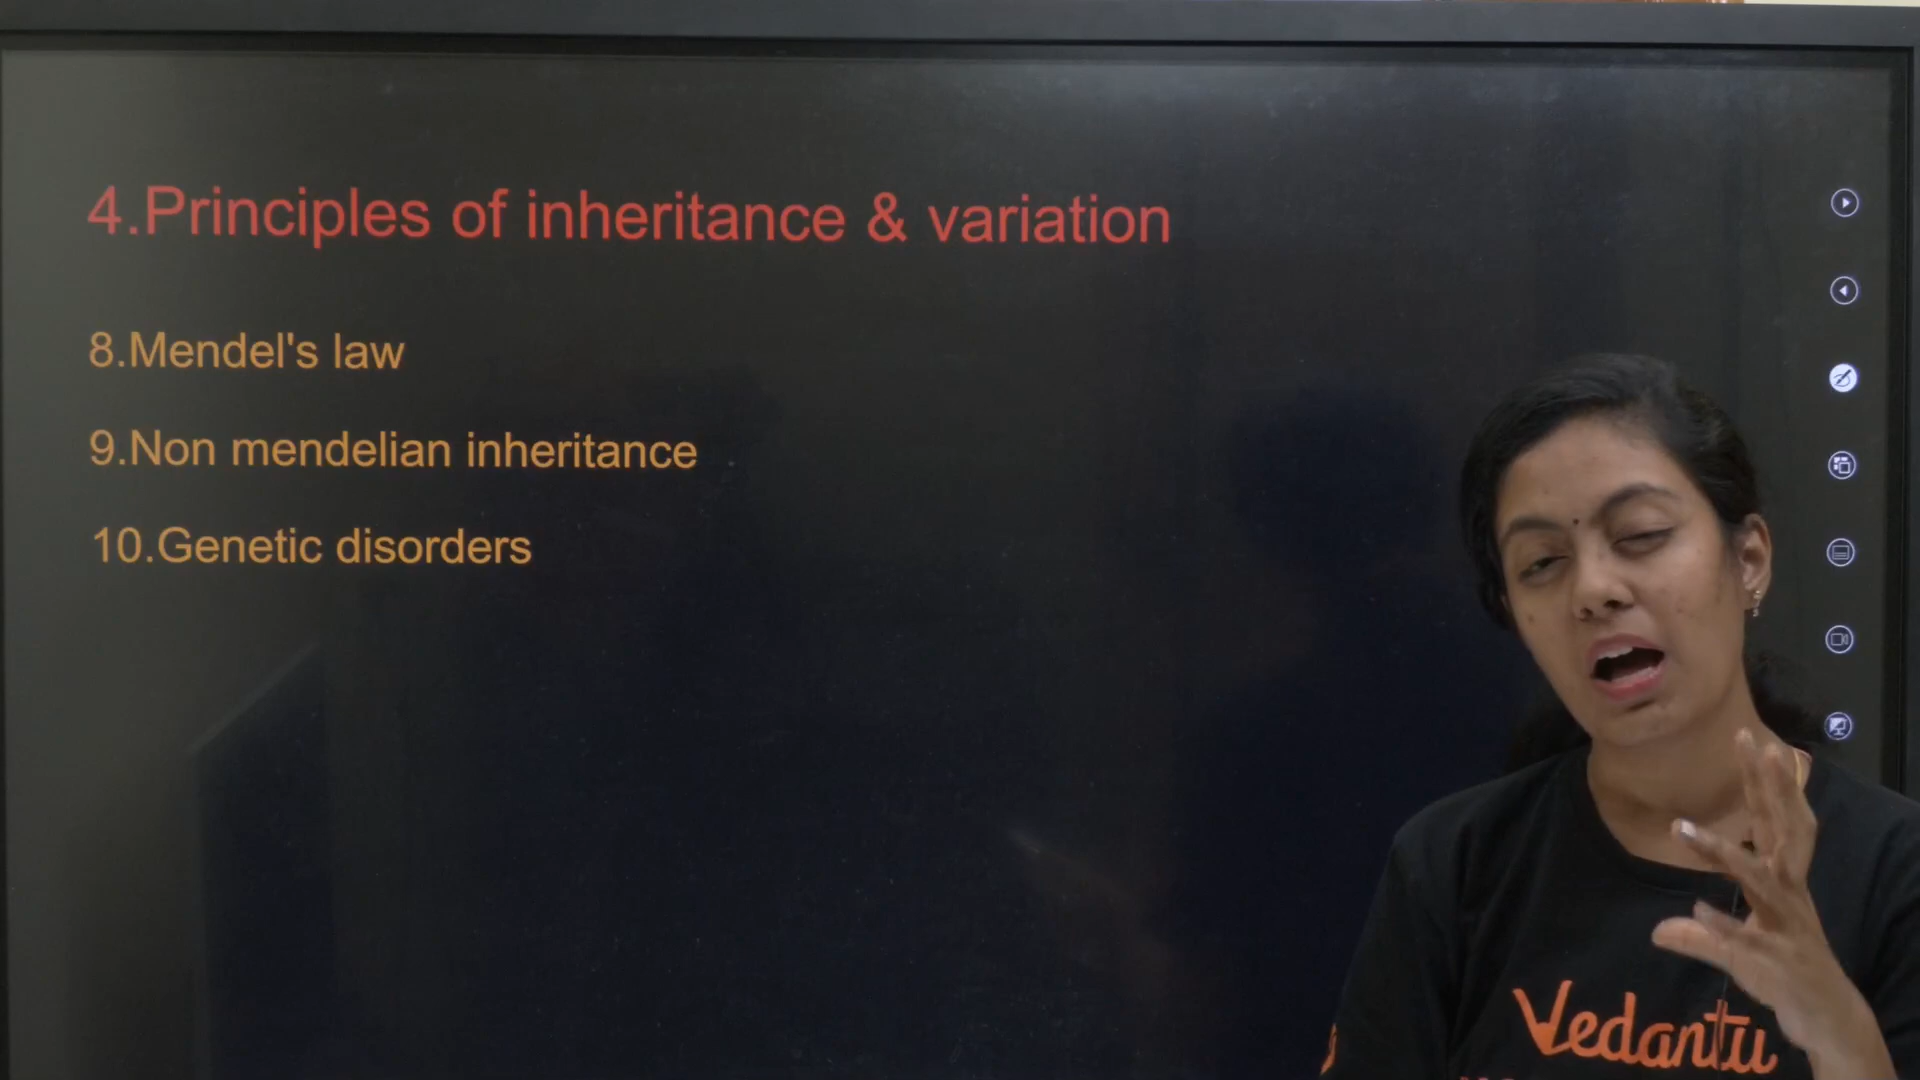 4.Principles of inheritance & variation
8.Mendel's law
9.Non mendelian inheritance
10.Genetic disorders
Vedantu